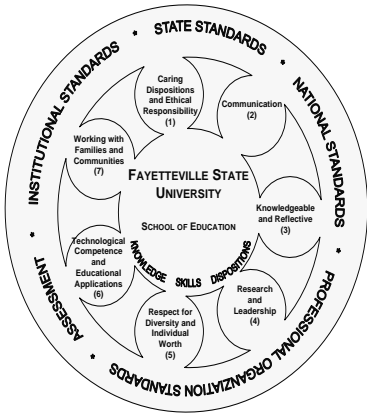 STATE STANDARDS
NATIONAL STANDARDS
PROFESSIONAL ORGANZIATION STANDARDS
ASSESSMENT
INSTITUTIONAL STANDARDS
Caring
Dispositions
and Ethical
Responsibility
(1)
Communication
(2)
Knowledgeable
and Reflective
(3)
Research
and
Leadership
(4)
Respect for
Diversity and
Individual
Worth
(5)
Technological
Competence
and
Educational
Applications
(6)
Working with
Families and
Communities
(7)
FAYETTEVILLE STATE
UNIVERSITY
SCHOOL OF EDUCATION
KNOWLEDGE SKILLS DISPOSITIONS